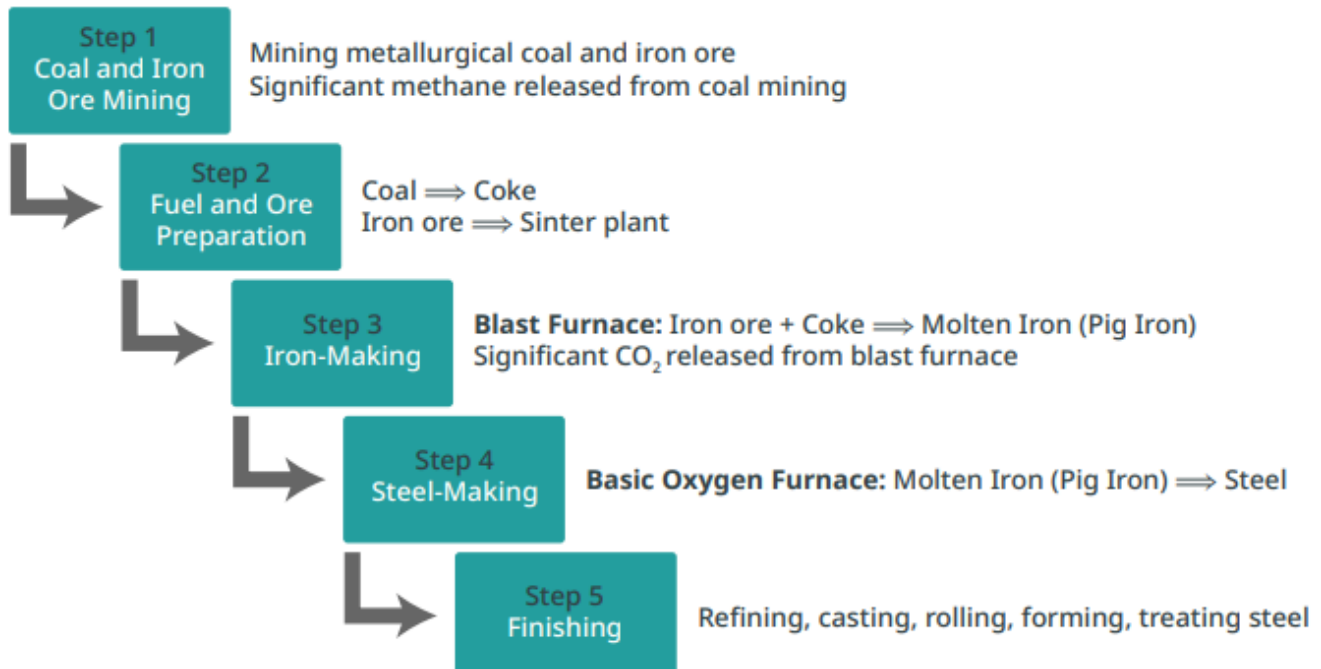 Step 1
Coal and Iron
Ore Mining
Mining metallurgical coal and iron ore
Significant methane released from coal mining
Step 2
Fuel and Ore
Preparation
Coal ⟹ Coke
Iron ore ⟹ Sinter plant
Step 3
Iron-Making
Blast Furnace: Iron ore + Coke ⟹ Molten Iron (Pig Iron)
Significant CO₂ released from blast furnace
Step 4
Steel-Making
Basic Oxygen Furnace: Molten Iron (Pig Iron) ⟹ Steel
Step 5
Finishing
Refining, casting, rolling, forming, treating steel